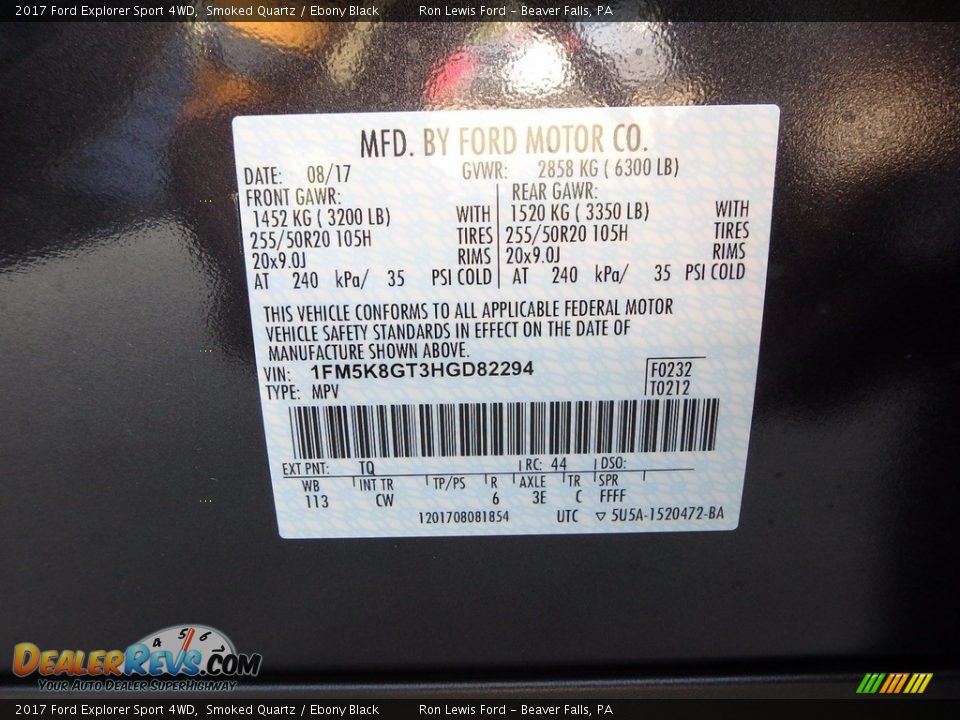 2017 Ford Explorer Sport 4WD, Smoked Quartz / Ebony Black Ron Lewis Ford - Beaver Falls, PA
MFD. BY FORD MOTOR CO.
DATE: 08/17 GVWR: 2858 KG ( 6300 LB)
FRONT GAWR: REAR GAWR:
1452 KG ( 3200 LB) WITH 1520 KG ( 3350 LB) WITH
255/50R20 105H TIRES 255/50R20 105H TIRES
20x9.0J RIMS 20x9.0J RIMS
AT 240 kPa/ 35 PSI COLD AT 240 kPa/ 35 PSI COLD
THIS VEHICLE CONFORMS TO ALL APPLICABLE FEDERAL MOTOR
VEHICLE SAFETY STANDARDS IN EFFECT ON THE DATE OF
MANUFACTURE SHOWN ABOVE.
VIN: 1FM5K8GT3HGD82294 F0232
TYPE: MPV T0212
EXT PNT: TQ RC: 44 DSO:
WB INT TR TP/PS R AXLE TR SPR
113 CW 6 3E C FFFF
1201708081854 UTC ▽ 5U5A-1520472-BA
4 5 6
DEALERREVS.COM
YOUR AUTO DEALER SUPERHIGHWAY
2017 Ford Explorer Sport 4WD, Smoked Quartz / Ebony Black Ron Lewis Ford - Beaver Falls, PA